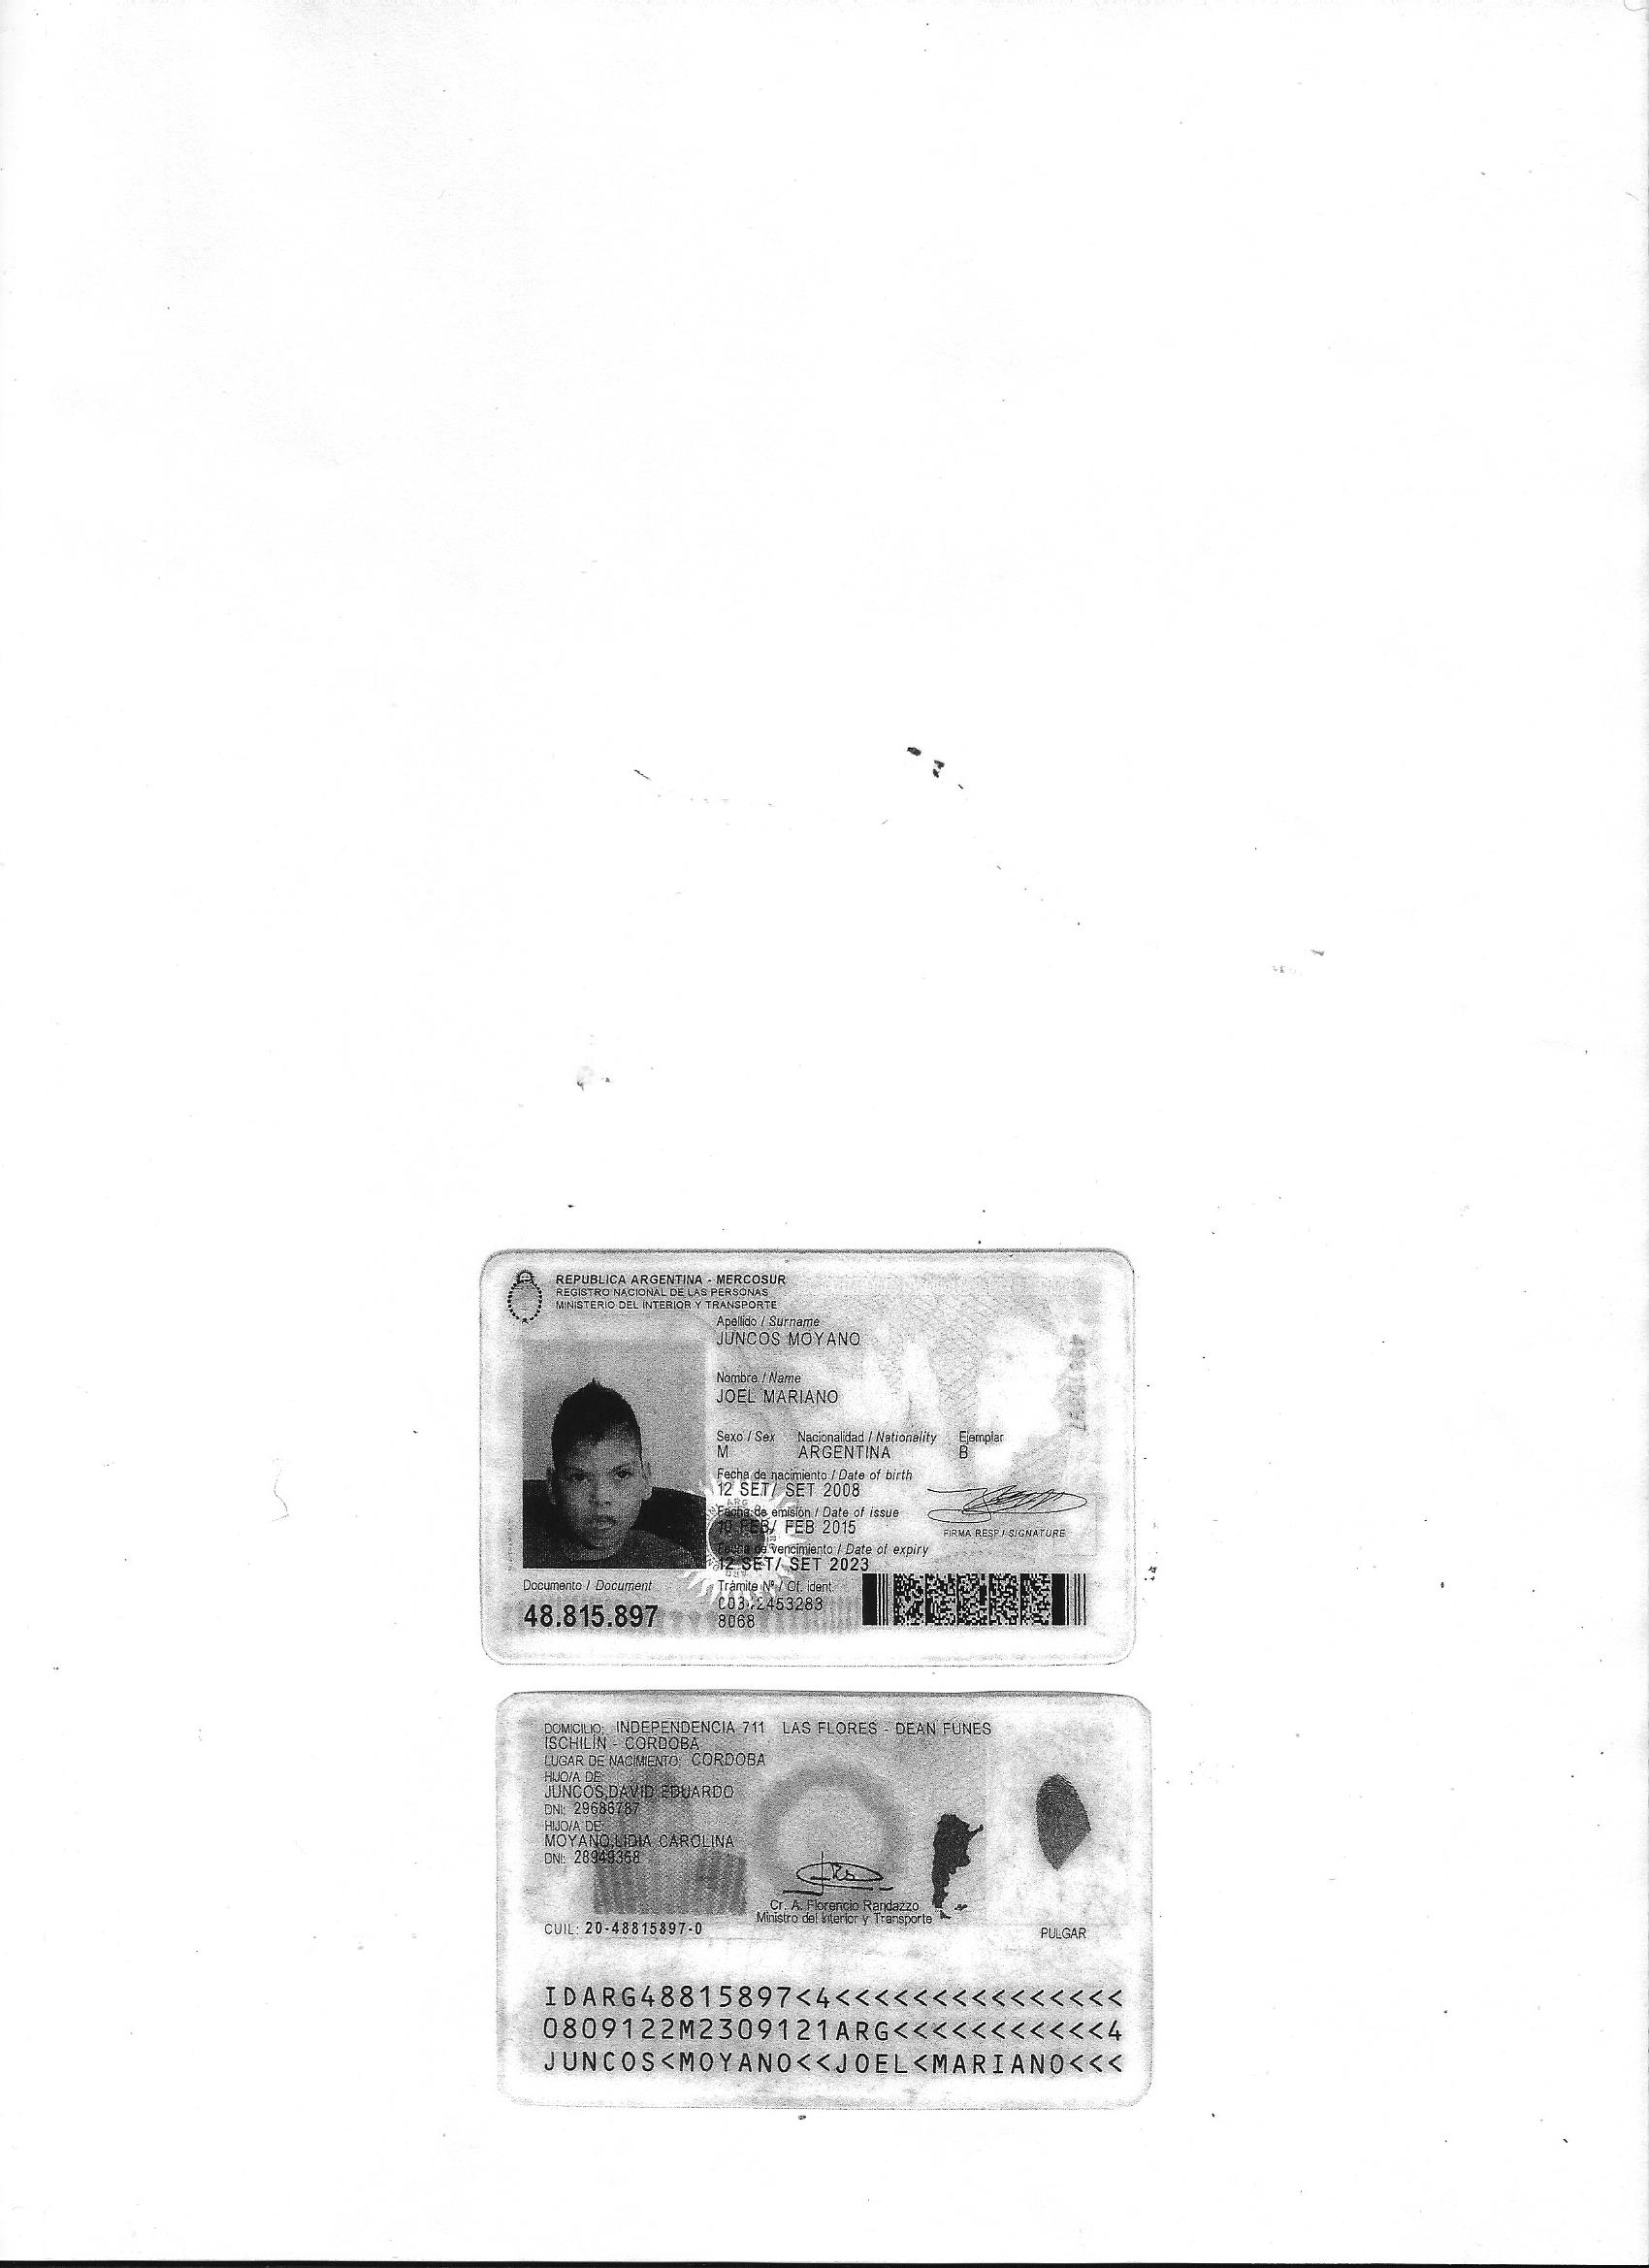 REPUBLICA ARGENTINA - MERCOSUR
REGISTRO NACIONAL DE LAS PERSONAS
MINISTERIO DEL INTERIOR Y TRANSPORTE
Apellido / Surname
JUNCOS MOYANO
Nombre / Name
JOEL MARIANO
Sexo / Sex Nacionalidad / Nationality Ejemplar
M ARGENTINA B
Fecha de nacimiento / Date of birth
12 SET/ SET 2008
Fecha de emisión / Date of issue
10 FEB/ FEB 2015
FIRMA RESP / SIGNATURE
Fecha de vencimiento / Date of expiry
12 SET/ SET 2023
Documento / Document
48.815.897
Trámite Nº / Of. ident
8068
DOMICILIO: INDEPENDENCIA 711 LAS FLORES - DEAN FUNES
ISCHILÍN - CORDOBA
LUGAR DE NACIMIENTO: CORDOBA
HIJO/A DE:
JUNCOS,DAVID EDUARDO
DNI: 29686787
HIJO/A DE:
MOYANO,LIDIA CAROLINA
DNI: 28949368
Cr. A. Florencio Randazzo
Ministro del Interior y Transporte
CUIL: 20-48815897-0
PULGAR
IDARG48815897<4<<<<<<<<<<<<<<<
0809122M2309121ARG<<<<<<<<<<<4
JUNCOS<MOYANO<<JOEL<MARIANO<<<